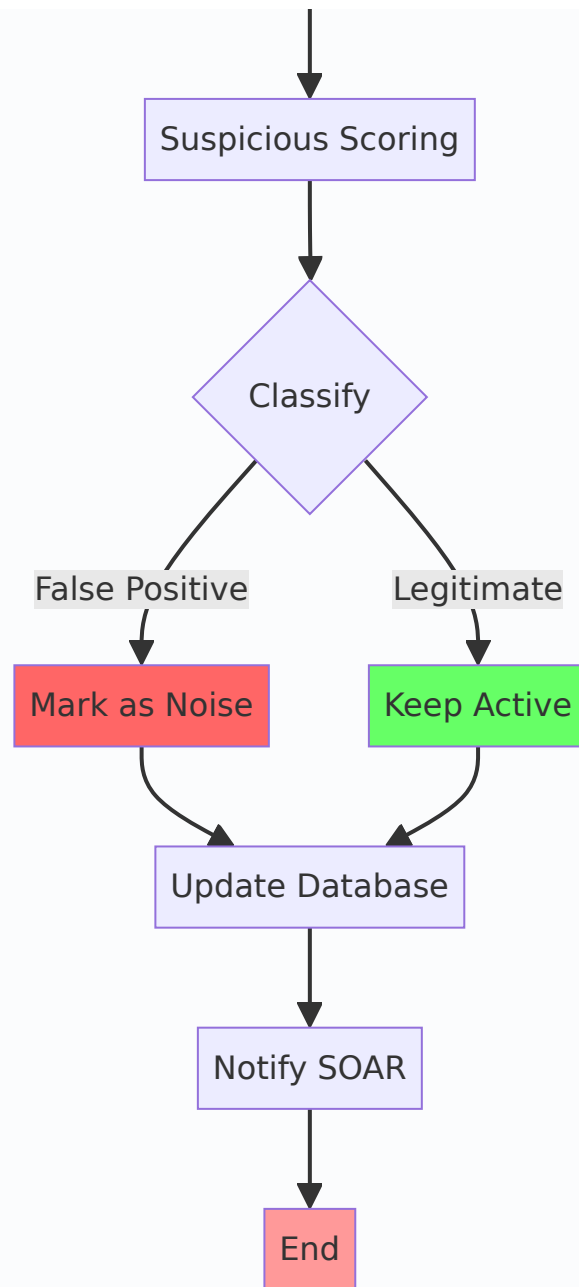 Suspicious Scoring
Classify
False Positive
Legitimate
Mark as Noise
Keep Active
Update Database
Notify SOAR
End